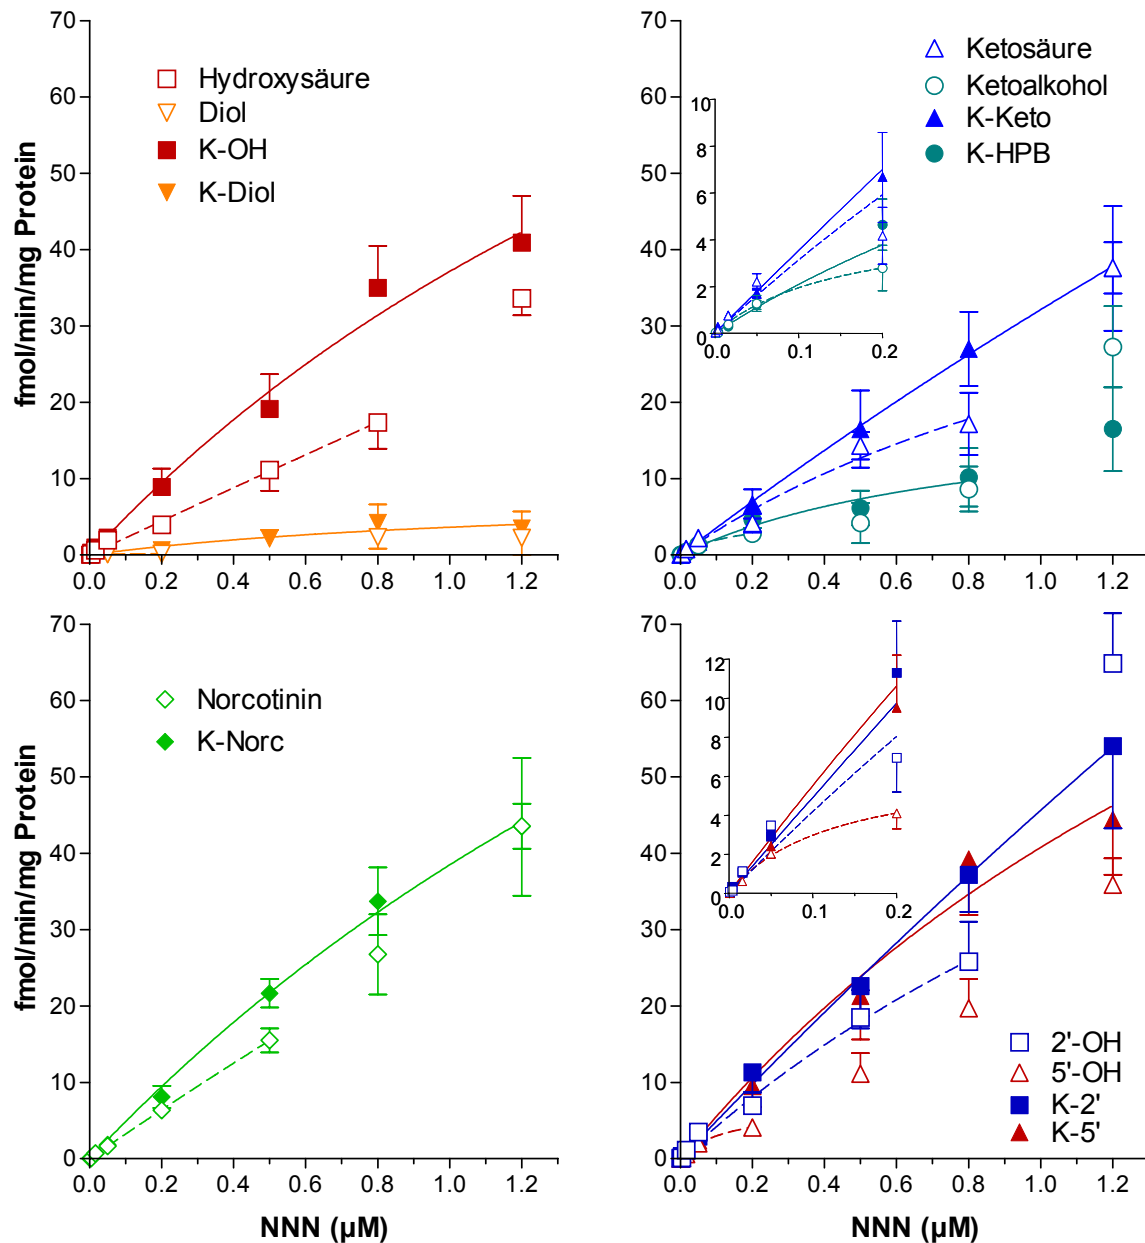 70
60
50
40
30
20
10
0
0.0 0.2 0.4 0.6 0.8 1.0 1.2
fmol/min/mg Protein
Hydroxysäure
Diol
K-OH
K-Diol
70
60
50
40
30
20
10
0
0.0 0.2 0.4 0.6 0.8 1.0 1.2
Ketosäure
Ketoalkohol
K-Keto
K-HPB
10
8
6
4
2
0
0.0 0.1 0.2
70
60
50
40
30
20
10
0
0.0 0.2 0.4 0.6 0.8 1.0 1.2
fmol/min/mg Protein
NNN (µM)
Norcotinin
K-Norc
70
60
50
40
30
20
10
0
0.0 0.2 0.4 0.6 0.8 1.0 1.2
NNN (µM)
12
10
8
6
4
2
0
0.0 0.1 0.2
2'-OH
5'-OH
K-2'
K-5'